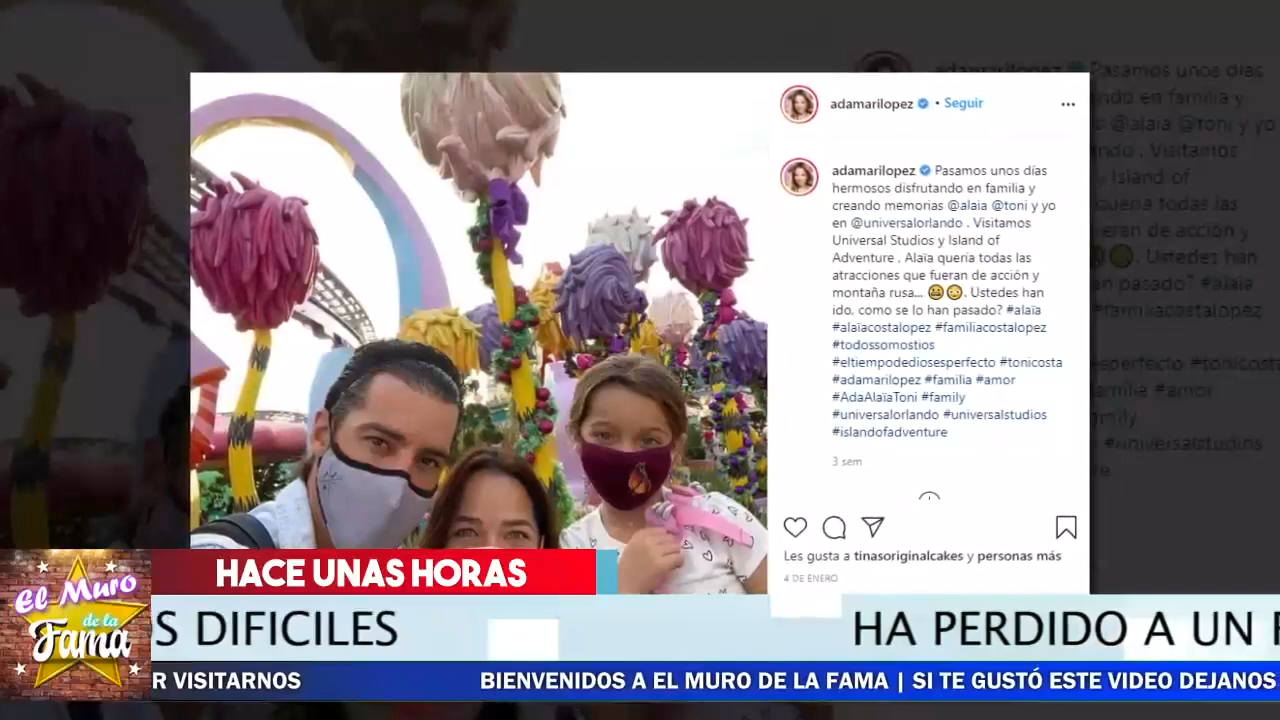 adamarilopez • Seguir
adamarilopez Pasamos unos días
hermosos disfrutando en familia y
creando memorias @alaia @toni y yo
en @universalorlando . Visitamos
Universal Studios y Island of
Adventure . Alaïa quería todas las
atracciones que fueran de acción y
montaña rusa... 😀😳. Ustedes han
ido, como se lo han pasado? #alaïa
#alaïacostalopez #familiacostalopez
#todossomostios
#eltiempodediosesperfecto #tonicosta
#adamarilopez #familia #amor
#AdaAlaïaToni #family
#universalorlando #universalstudios
#islandofadventure
3 sem
Les gusta a tinasoriginalcakes y personas más
4 DE ENERO
HACE UNAS HORAS
El Muro
de la
Fama
S DIFICILES HA PERDIDO A UN
R VISITARNOS BIENVENIDOS A EL MURO DE LA FAMA | SI TE GUSTÓ ESTE VIDEO DEJANOS